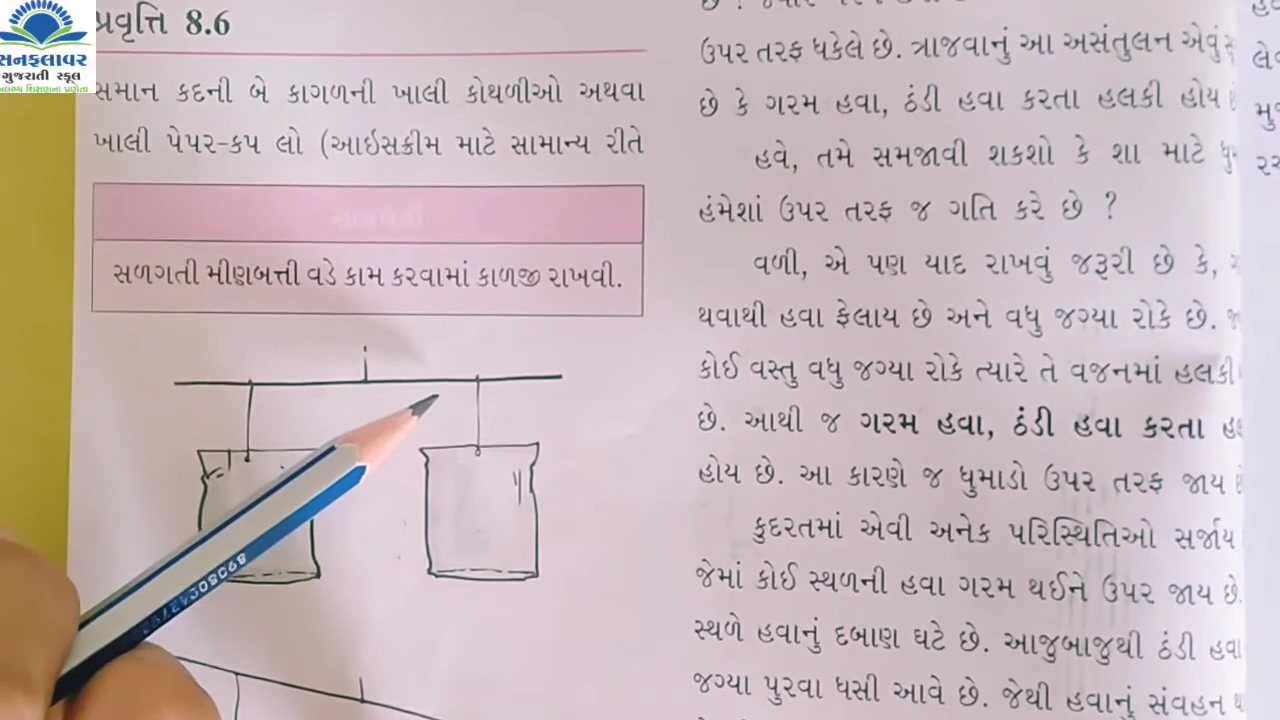 સનફલાવર
ગુજરાતી સ્કૂલ
પ્રવૃત્તિ 8.6
સમાન કદની બે કાગળની ખાલી કોથળીઓ અથવા
ખાલી પેપર-કપ લો (આઇસક્રીમ માટે સામાન્ય રીતે
સળગતી મીણબત્તી વડે કામ કરવામાં કાળજી રાખવી.
ઉપર તરફ ધકેલે છે. ત્રાજવાનું આ અસંતુલન એવું
છે કે ગરમ હવા, ઠંડી હવા કરતા હલકી હોય
હવે, તમે સમજાવી શકશો કે શા માટે
હંમેશાં ઉપર તરફ જ ગતિ કરે છે ?
વળી, એ પણ યાદ રાખવું જરૂરી છે કે,
થવાથી હવા ફેલાય છે અને વધુ જગ્યા રોકે છે.
કોઈ વસ્તુ વધુ જગ્યા રોકે ત્યારે તે વજનમાં હલકી
છે. આથી જ ગરમ હવા, ઠંડી હવા કરતા
હોય છે. આ કારણે જ ધુમાડો ઉપર તરફ જાય
કુદરતમાં એવી અનેક પરિસ્થિતિઓ સર્જાય
જેમાં કોઈ સ્થળની હવા ગરમ થઈને ઉપર જાય છે.
સ્થળે હવાનું દબાણ ઘટે છે. આજુબાજુથી ઠંડી હવા
જગ્યા પુરવા ધસી આવે છે. જેથી હવાનું સંવહન